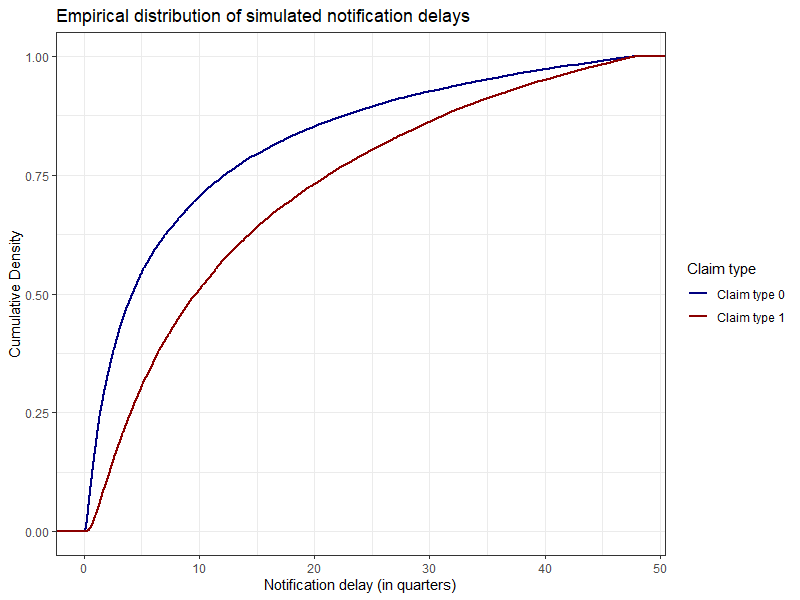 Empirical distribution of simulated notification delays
1.00
0.75
0.50
0.25
0.00
Cumulative Density
0 10 20 30 40 50
Notification delay (in quarters)
Claim type
Claim type 0
Claim type 1